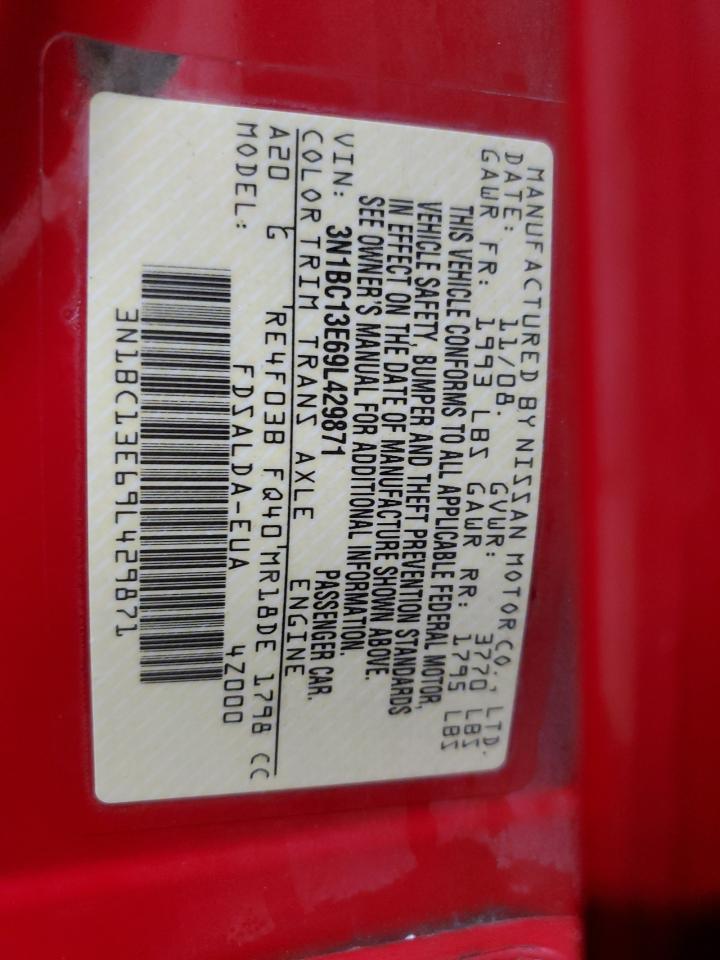 MANUFACTURED BY NISSAN MOTOR CO., LTD.
DATE: 11/08. GVWR: 3770 LBS
GAWR FR: 1993 LBS GAWR RR: 1795 LBS
THIS VEHICLE CONFORMS TO ALL APPLICABLE FEDERAL MOTOR
VEHICLE SAFETY, BUMPER AND THEFT PREVENTION STANDARDS
IN EFFECT ON THE DATE OF MANUFACTURE SHOWN ABOVE.
SEE OWNER'S MANUAL FOR ADDITIONAL INFORMATION.
VIN: 3N1BC13E69L429871 PASSENGER CAR.
COLOR TRIM TRANS AXLE ENGINE
A20 G RE4F03B FQ40 MR18DE 1798 CC
MODEL: FDSALDA-EUA 4Z000
3N1BC13E69L429871